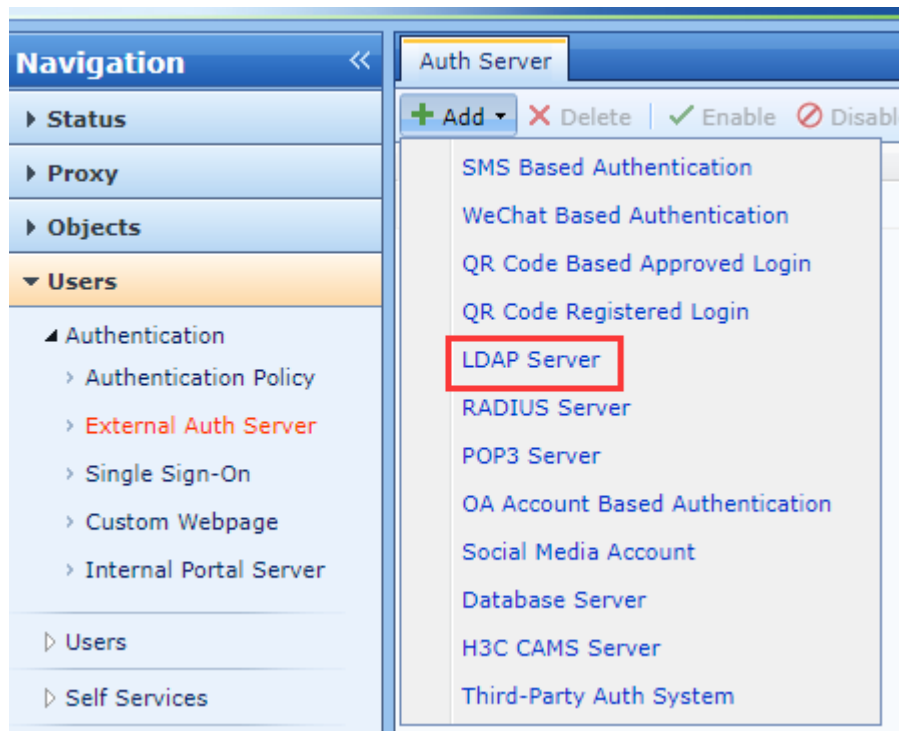 Navigation
Status
Proxy
Objects
Users
Authentication
Authentication Policy
External Auth Server
Single Sign-On
Custom Webpage
Internal Portal Server
Users
Self Services
Auth Server
Add Delete Enable Disabl
SMS Based Authentication
WeChat Based Authentication
QR Code Based Approved Login
QR Code Registered Login
LDAP Server
RADIUS Server
POP3 Server
OA Account Based Authentication
Social Media Account
Database Server
H3C CAMS Server
Third-Party Auth System